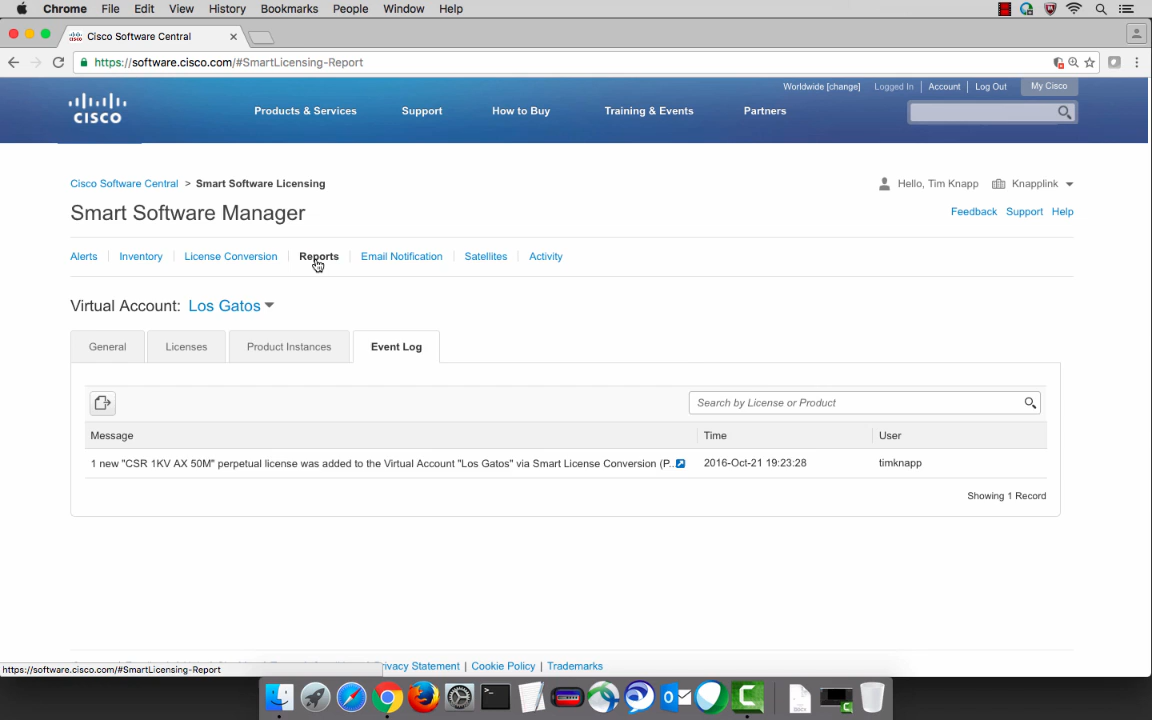 Chrome File Edit View History Bookmarks People Window Help
Cisco Software Central
https://software.cisco.com/#SmartLicensing-Report
Worldwide [change] Logged In Account Log Out My Cisco
CISCO Products & Services Support How to Buy Training & Events Partners
Cisco Software Central > Smart Software Licensing Hello, Tim Knapp Knapplink
Smart Software Manager Feedback Support Help
Alerts Inventory License Conversion Reports Email Notification Satellites Activity
Virtual Account: Los Gatos
General Licenses Product Instances Event Log
Search by License or Product
Message Time User
1 new "CSR 1KV AX 50M" perpetual license was added to the Virtual Account "Los Gatos" via Smart License Conversion (P.. 2016-Oct-21 19:23:28 timknapp
Showing 1 Record
https://software.cisco.com/#SmartLicensing-Report rivacy Statement | Cookie Policy | Trademarks